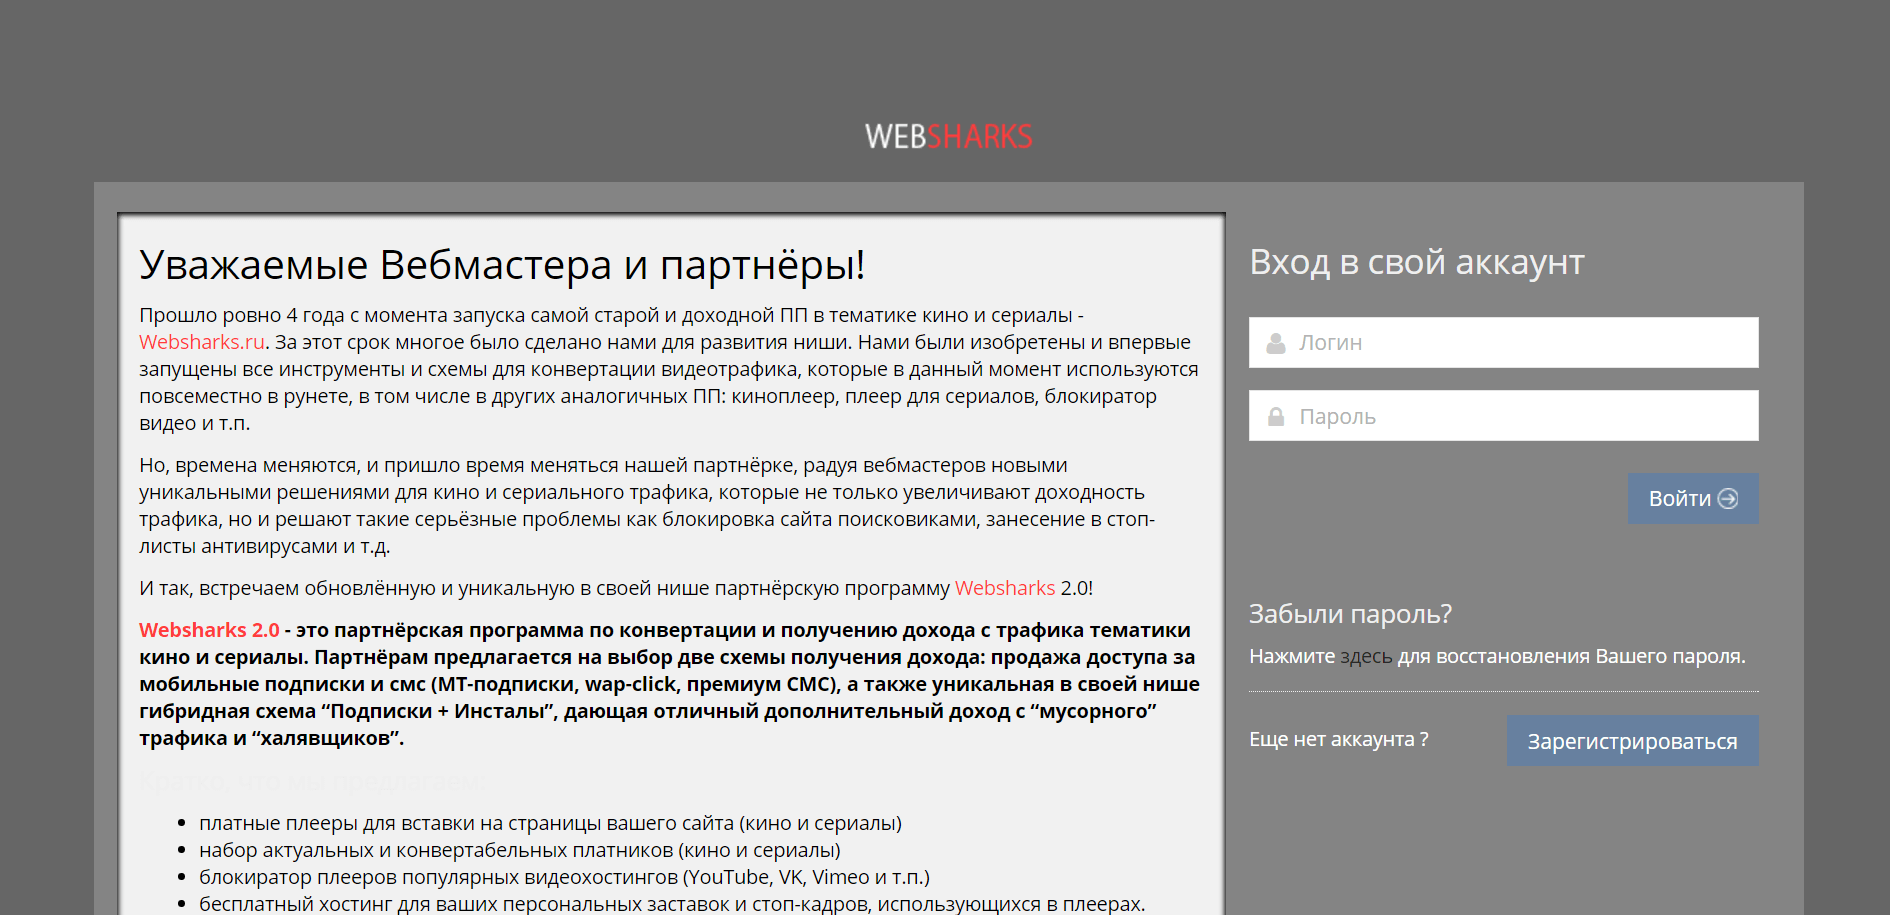 WEBSHARKS
Уважаемые Вебмастера и партнёры!
Прошло ровно 4 года с момента запуска самой старой и доходной ПП в тематике кино и сериалы -
Websharks.ru. За этот срок многое было сделано нами для развития ниши. Нами были изобретены и впервые
запущены все инструменты и схемы для конвертации видеотрафика, которые в данный момент используются
повсеместно в рунете, в том числе в других аналогичных ПП: киноплеер, плеер для сериалов, блокиратор
видео и т.п.
Но, времена меняются, и пришло время меняться нашей партнёрке, радуя вебмастеров новыми
уникальными решениями для кино и сериального трафика, которые не только увеличивают доходность
трафика, но и решают такие серьёзные проблемы как блокировка сайта поисковиками, занесение в стоп-
листы антивирусами и т.д.
И так, встречаем обновлённую и уникальную в своей нише партнёрскую программу Websharks 2.0!
Websharks 2.0 - это партнёрская программа по конвертации и получению дохода с трафика тематики
кино и сериалы. Партнёрам предлагается на выбор две схемы получения дохода: продажа доступа за
мобильные подписки и смс (МТ-подписки, wap-click, премиум СМС), а также уникальная в своей нише
гибридная схема “Подписки + Инсталы”, дающая отличный дополнительный доход с “мусорного”
трафика и “халявщиков”.
Кратко, что мы предлагаем:
• платные плееры для вставки на страницы вашего сайта (кино и сериалы)
• набор актуальных и конвертабельных платников (кино и сериалы)
• блокиратор плееров популярных видеохостингов (YouTube, VK, Vimeo и т.п.)
• бесплатный хостинг для ваших персональных заставок и стоп-кадров, использующихся в плеерах.
Вход в свой аккаунт
Логин
Пароль
Войти
Забыли пароль?
Нажмите здесь для восстановления Вашего пароля.
Еще нет аккаунта ?
Зарегистрироваться